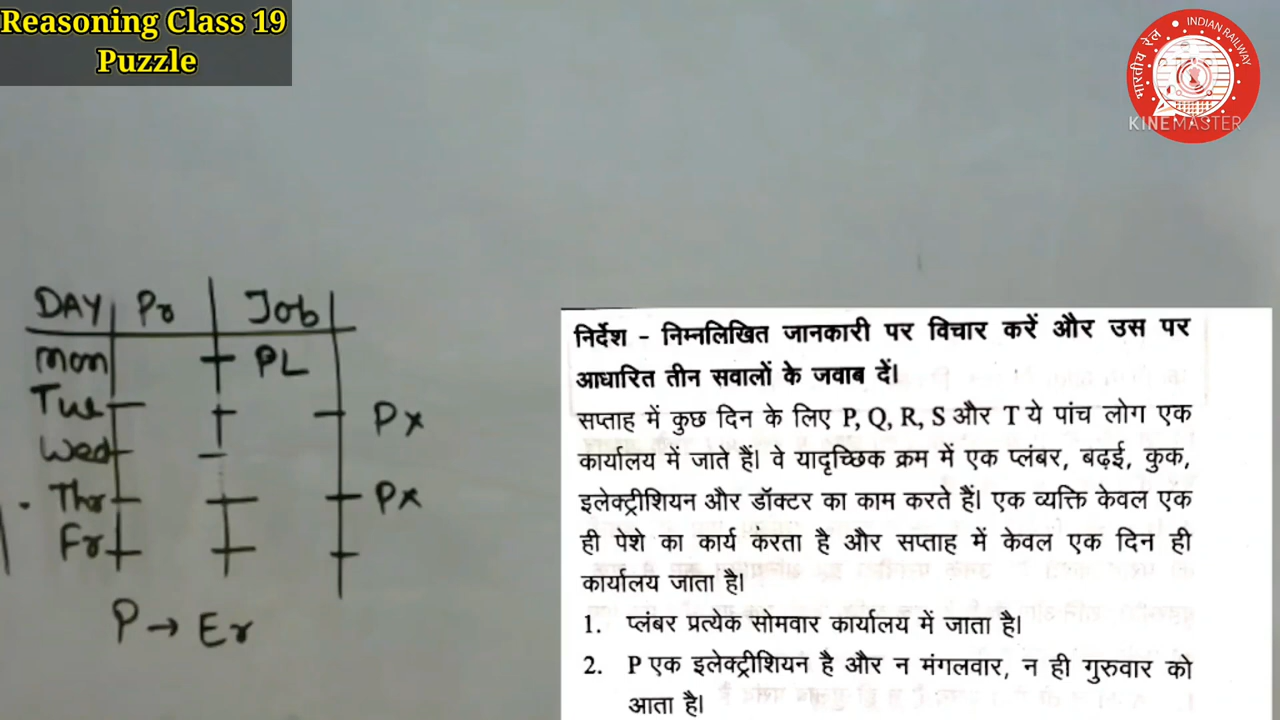 Reasoning Class 19
Puzzle
भारतीय रेल
INDIAN RAILWAY
KINEMASTER
DAY Pr Job
Mon PL
Tue P×
Wed
Thr P×
Fr
P → Er
निर्देश - निम्नलिखित जानकारी पर विचार करें और उस पर
आधारित तीन सवालों के जवाब दें।
सप्ताह में कुछ दिन के लिए P, Q, R, S और T ये पांच लोग एक
कार्यालय में जाते हैं। वे यादृच्छिक क्रम में एक प्लंबर, बढ़ई, कुक,
इलेक्ट्रीशियन और डॉक्टर का काम करते हैं। एक व्यक्ति केवल एक
ही पेशे का कार्य करता है और सप्ताह में केवल एक दिन ही
कार्यालय जाता है।
1. प्लंबर प्रत्येक सोमवार कार्यालय में जाता है।
2. P एक इलेक्ट्रीशियन है और न मंगलवार, न ही गुरुवार को
आता है।